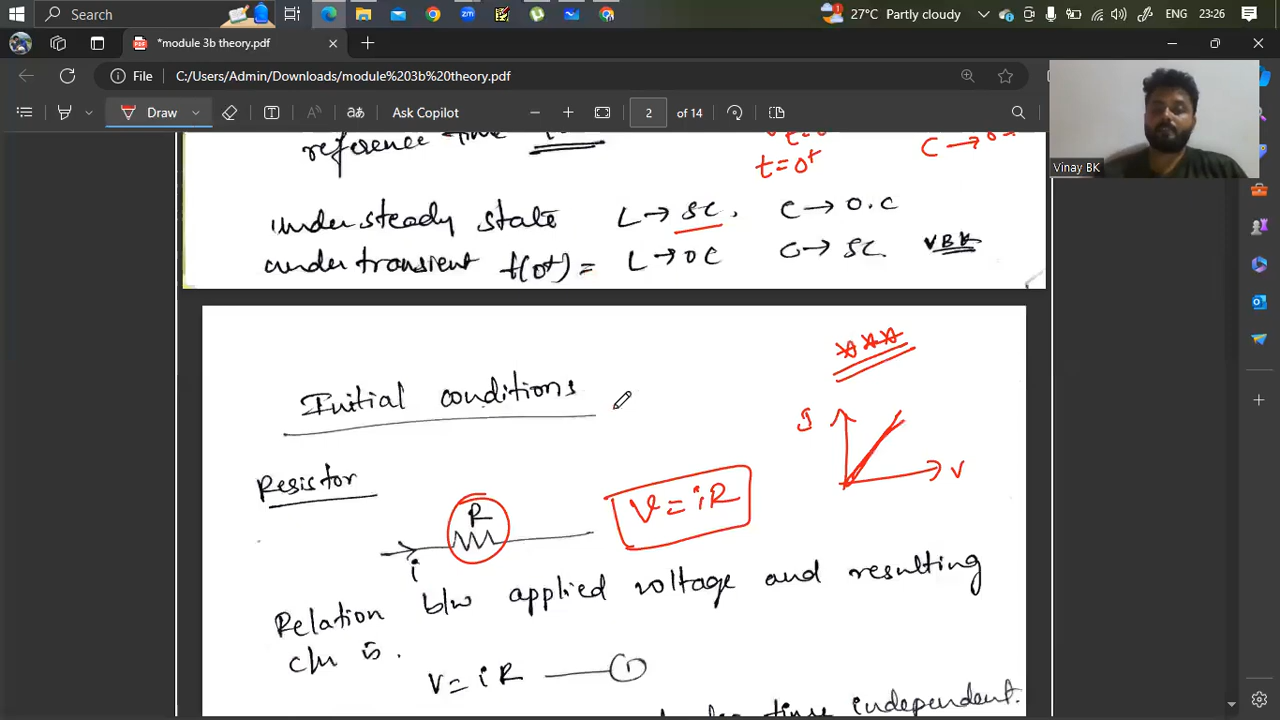 Search
27°C Partly cloudy
ENG
23:26
*module 3b theory.pdf
File
C:/Users/Admin/Downloads/module%203b%20theory.pdf
Draw
aあ
Ask Copilot
2
of 14
Vinay BK
reference time
t=0+
C→
under steady state L→SC. C→O.C
under transient f(0+)= L→OC C→SC. VBK
Initial conditions
I
V
Resistor
R
i
V=iR
Relation b/w applied voltage and resulting
is.
V=iR 1
time independent.